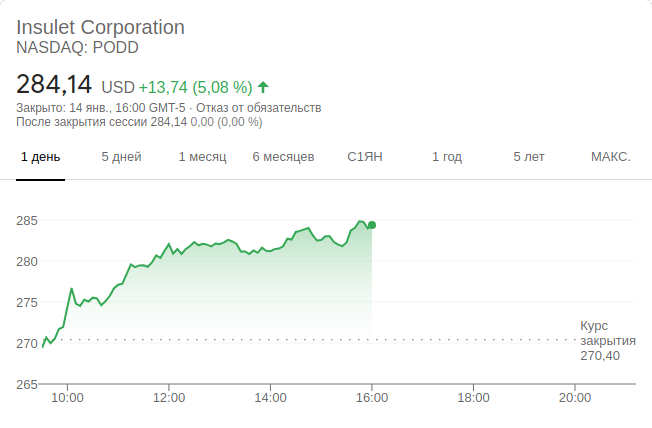 Insulet Corporation
NASDAQ: PODD
284,14 USD +13,74 (5,08 %)
Закрыто: 14 янв., 16:00 GMT-5 · Отказ от обязательств
После закрытия сессии 284,14 0,00 (0,00 %)
1 день 5 дней 1 месяц 6 месяцев С1ЯН 1 год 5 лет МАКС.
285
280
275
270
265
Курс
закрытия
270,40
10:00 12:00 14:00 16:00 18:00 20:00